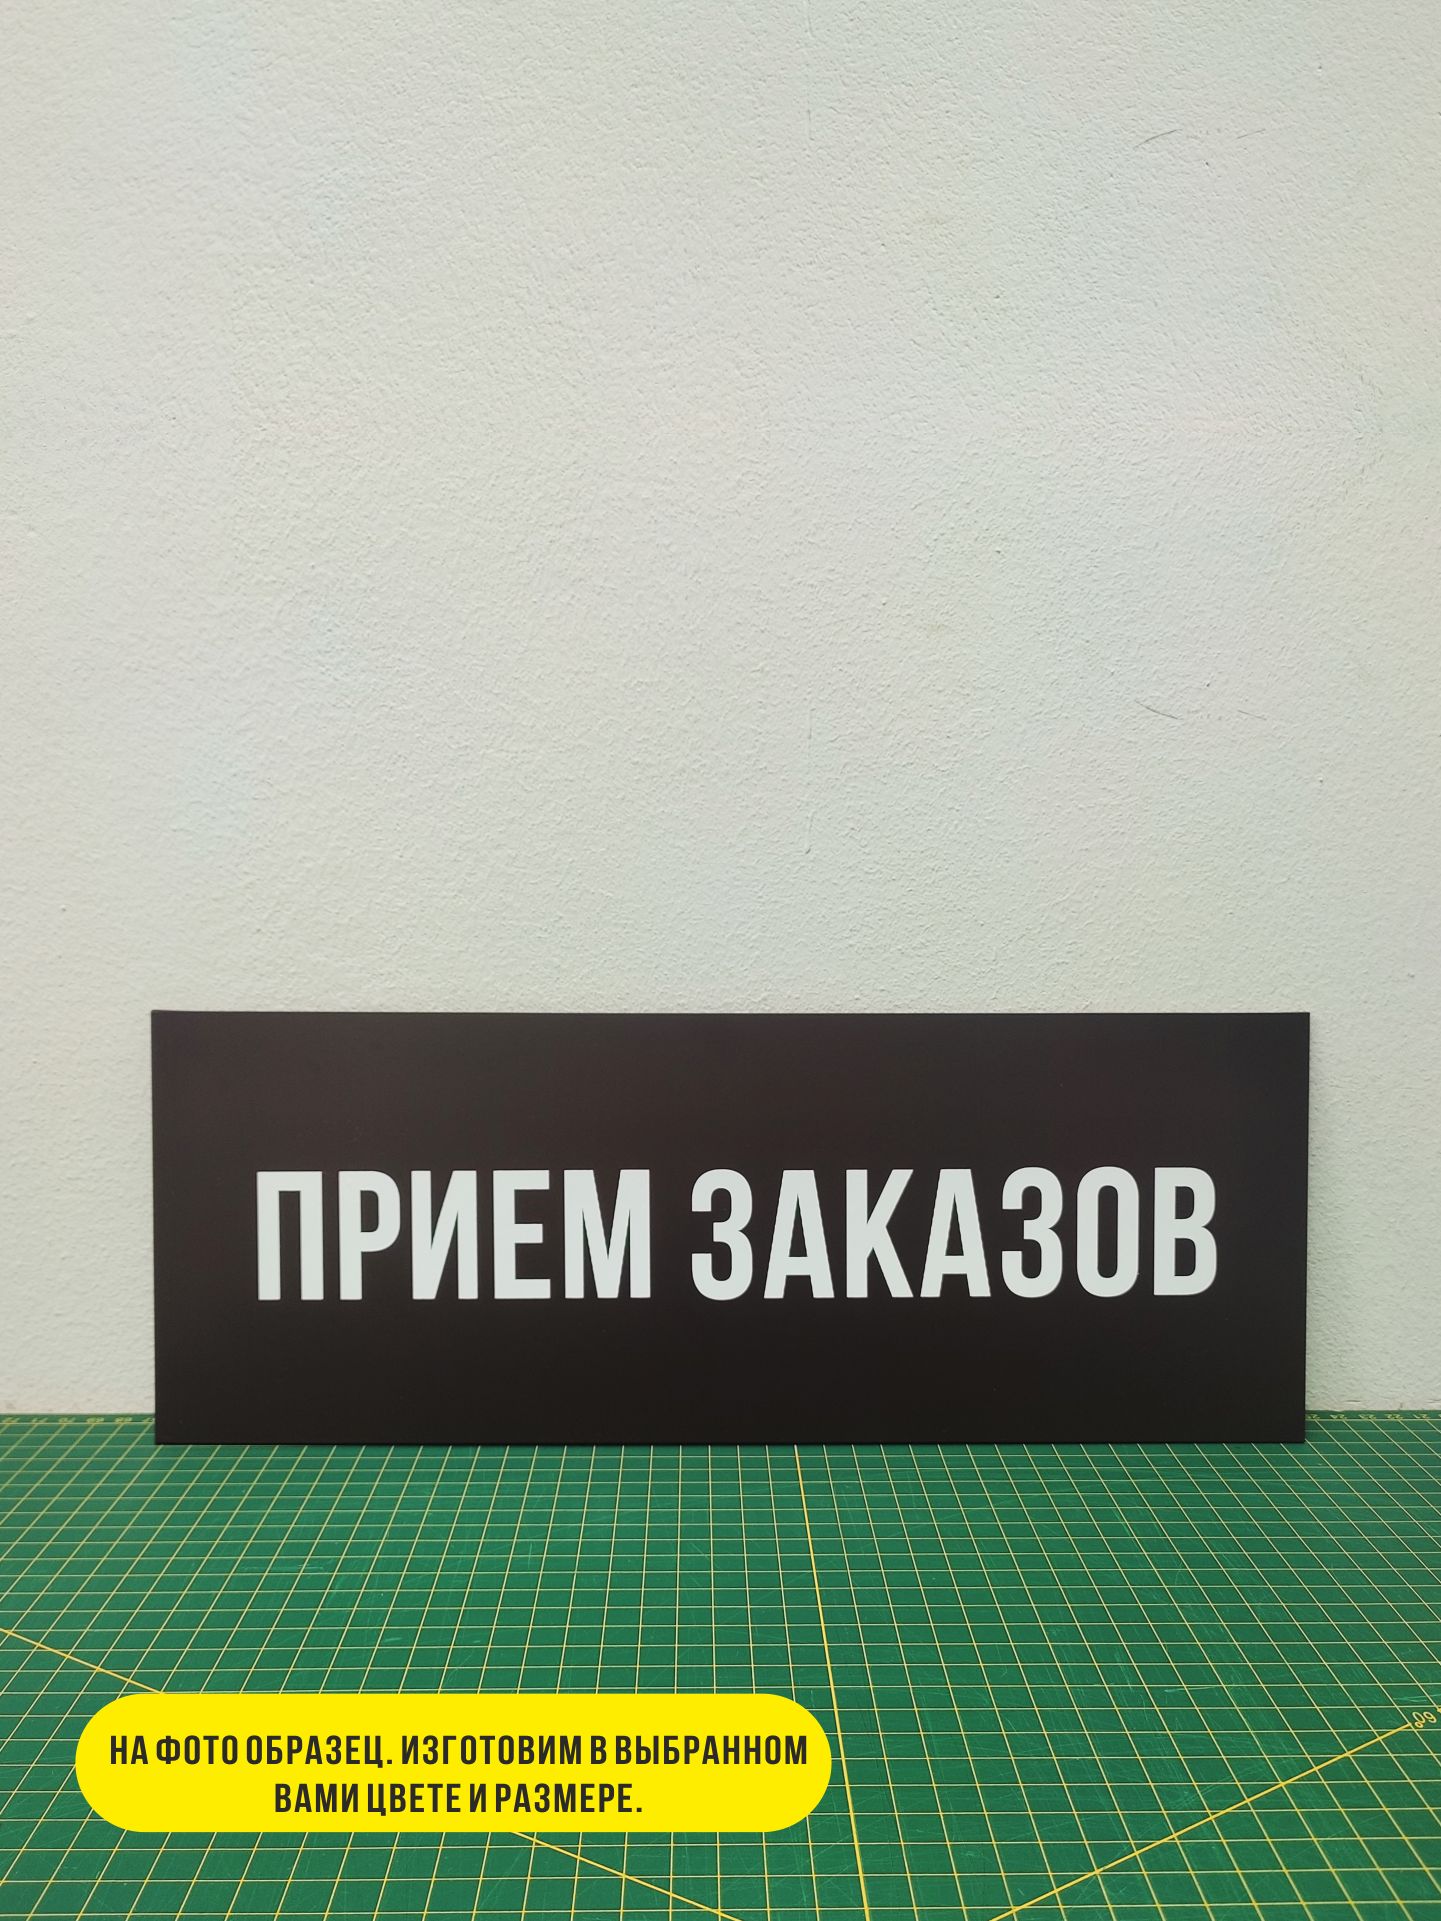 ПРИЕМ ЗАКАЗОВ
НА ФОТО ОБРАЗЕЦ. ИЗГОТОВИМ В ВЫБРАННОМ
ВАМИ ЦВЕТЕ И РАЗМЕРЕ.